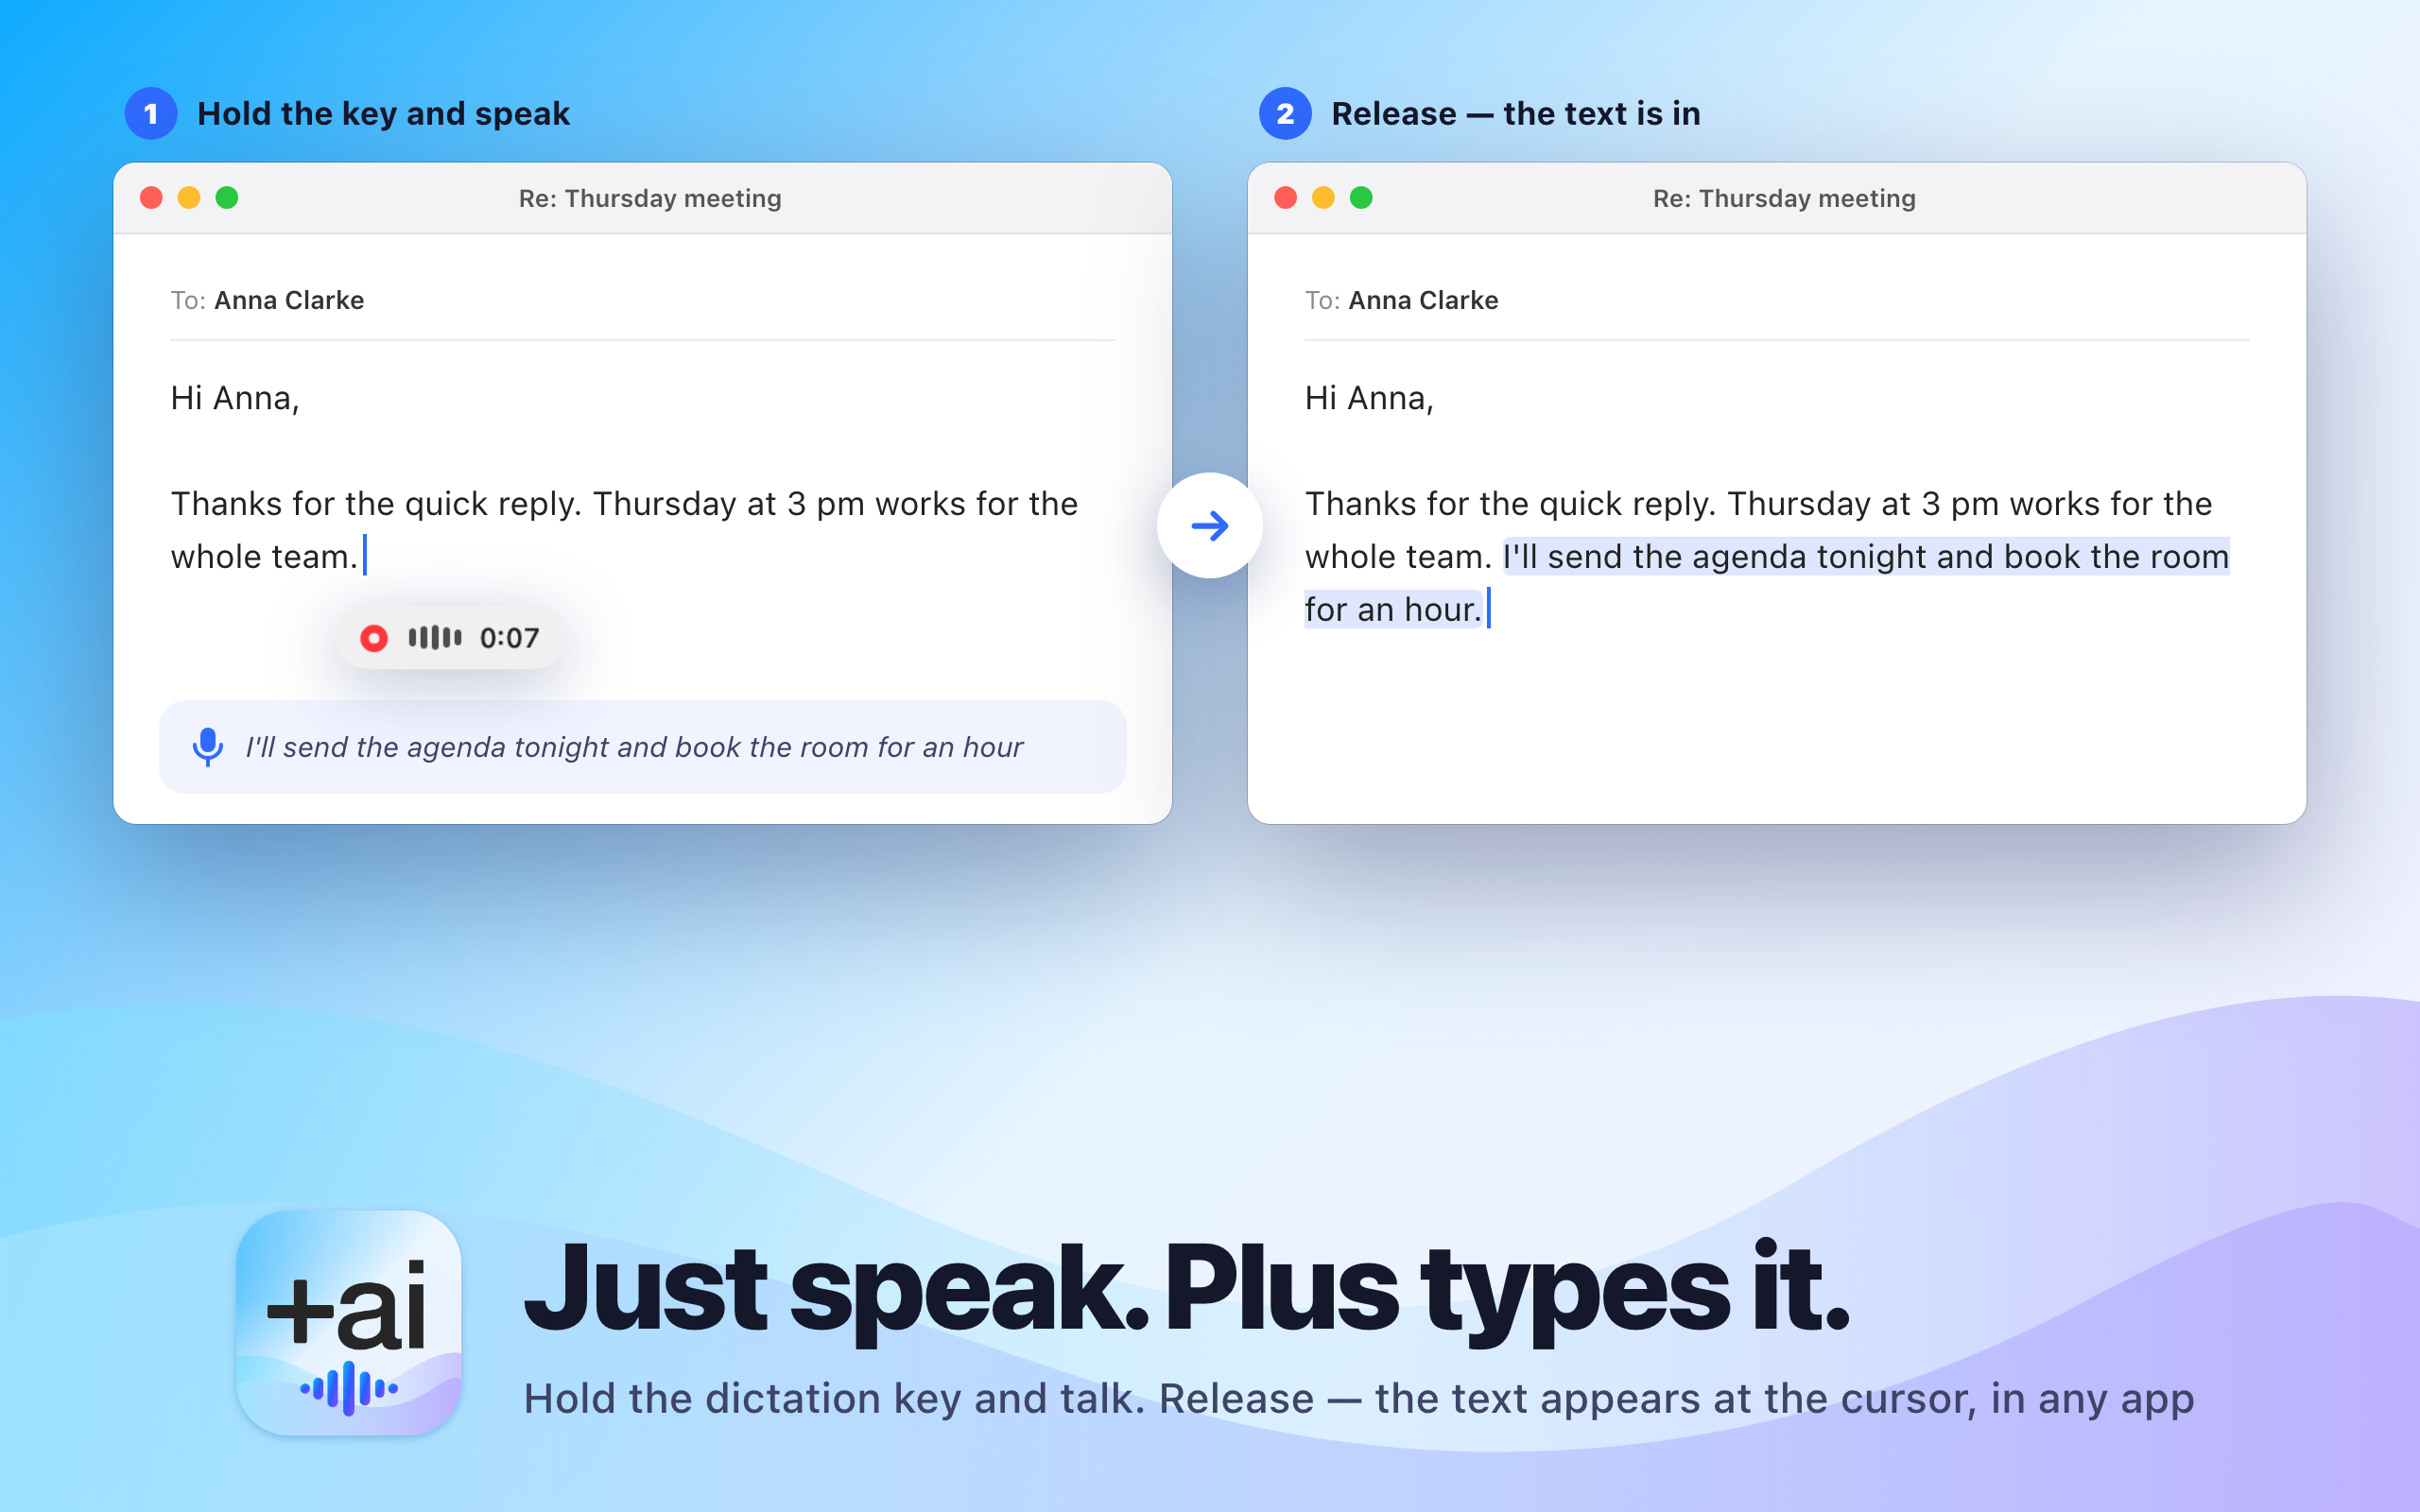 1 Hold the key and speak
Re: Thursday meeting
To: Anna Clarke
Hi Anna,
Thanks for the quick reply. Thursday at 3 pm works for the
whole team.
0:07
I'll send the agenda tonight and book the room for an hour
2 Release — the text is in
Re: Thursday meeting
To: Anna Clarke
Hi Anna,
Thanks for the quick reply. Thursday at 3 pm works for the
whole team. I'll send the agenda tonight and book the room
for an hour.
+ai
Just speak. Plus types it.
Hold the dictation key and talk. Release — the text appears at the cursor, in any app